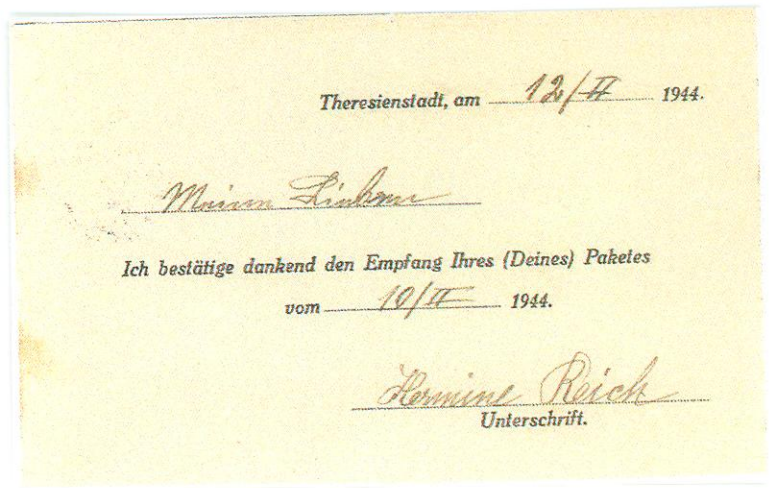 Theresienstadt, am 12/II 1944.
Meinen Lieben
Ich bestätige dankend den Empfang Ihres (Deines) Paketes
vom 10/II 1944.
Hermine Reich
Unterschrift.